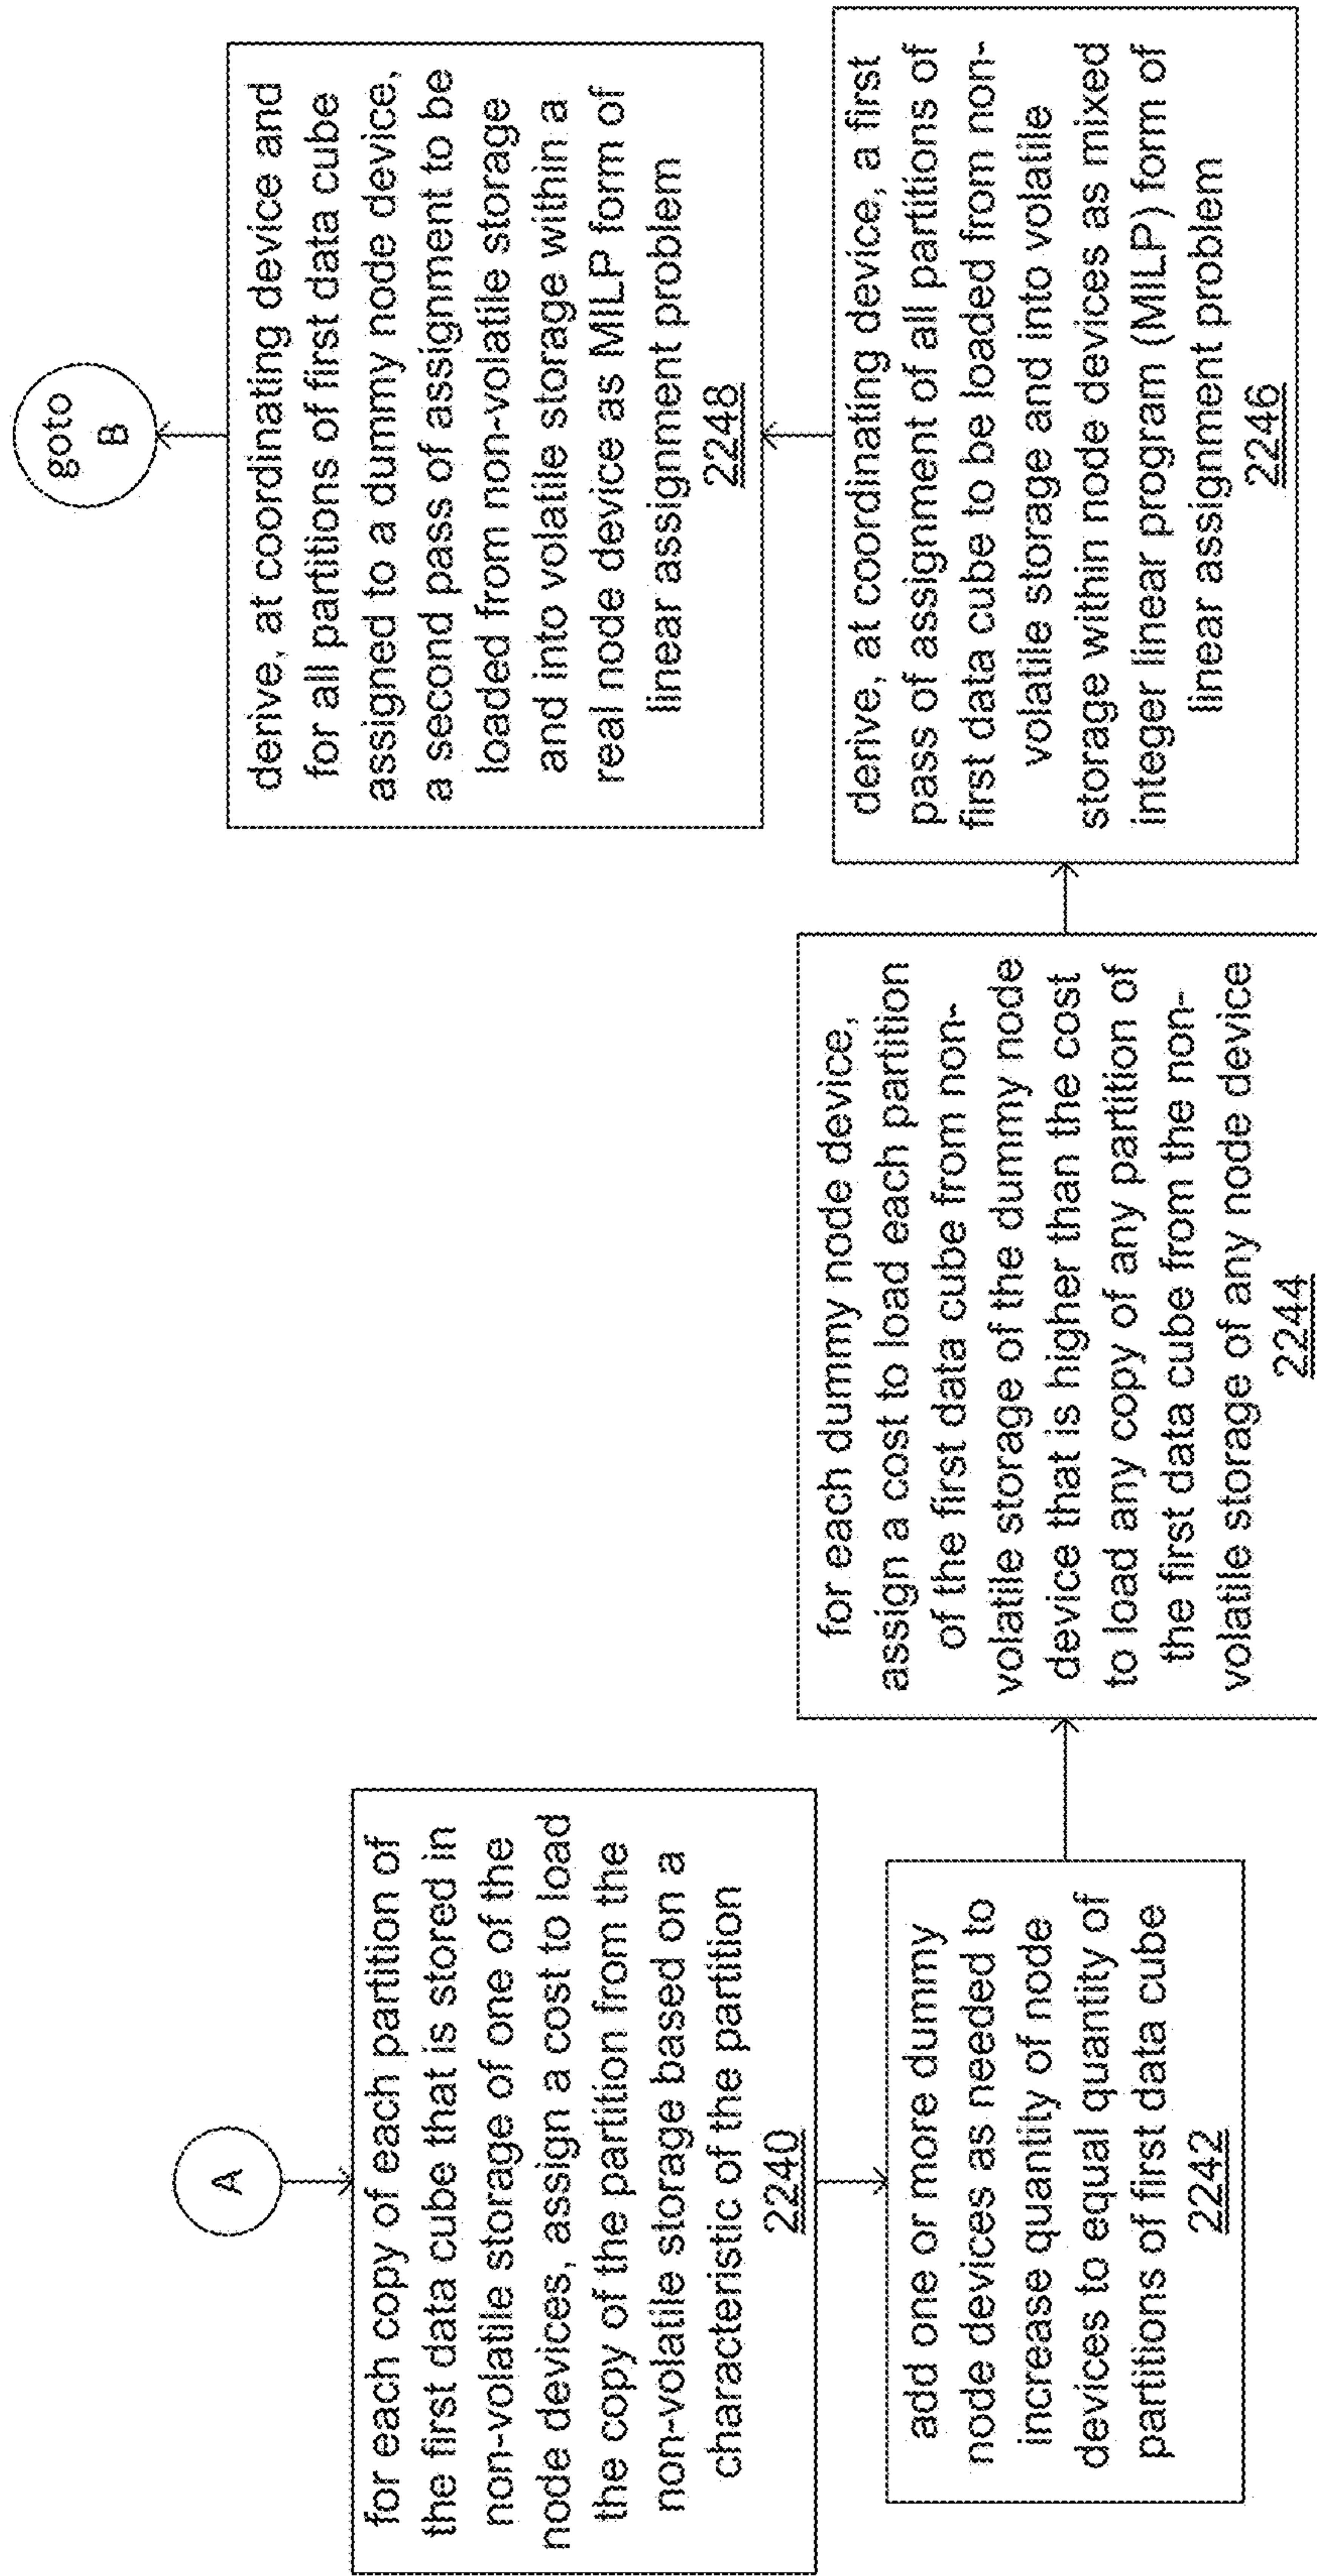 A
for each copy of each partition of
the first data cube that is stored in
non-volatile storage of one of the
node devices, assign a cost to load
the copy of the partition from the
non-volatile storage based on a
characteristic of the partition
2240
add one or more dummy
node devices as needed to
increase quantity of node
devices to equal quantity of
partitions of first data cube
2242
for each dummy node device,
assign a cost to load each partition
of the first data cube from non-
volatile storage of the dummy node
device that is higher than the cost
to load any copy of any partition of
the first data cube from the non-
volatile storage of any node device
2244
derive, at coordinating device, a first
pass of assignment of all partitions of
first data cube to be loaded from non-
volatile storage and into volatile
storage within node devices as mixed
integer linear program (MILP) form of
linear assignment problem
2246
derive, at coordinating device and
for all partitions of first data cube
assigned to a dummy node device,
a second pass of assignment to be
loaded from non-volatile storage
and into volatile storage within a
real node device as MILP form of
linear assignment problem
2248
goto
B